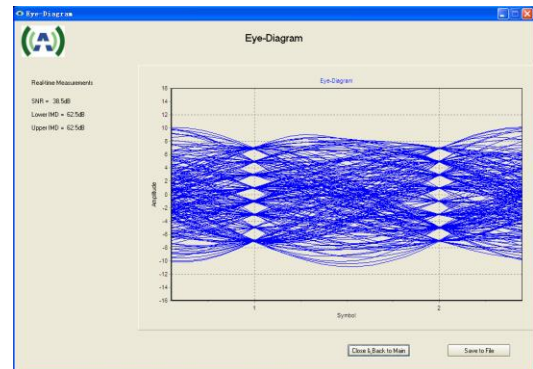 Eye-Diagram
(A)
Eye-Diagram
Real-time Measurements
SNR = 38.5dB
Lower IMD = 62.5dB
Upper IMD = 62.5dB
Eye-Diagram
16
14
12
10
8
6
4
2
0
-2
-4
-6
-8
-10
-12
-14
-16
Amplitude
1
2
Symbol
Close & Back to Main
Save to File